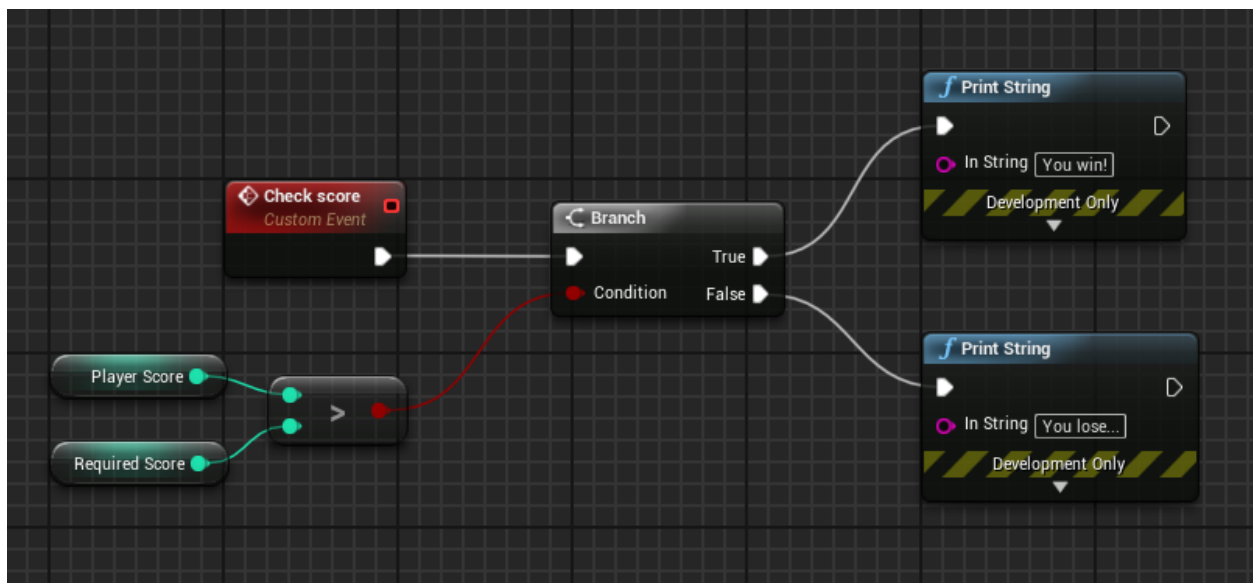 Check score
Custom Event
Player Score
Required Score
>
Branch
True
Condition
False
f Print String
In String You win!
Development Only
f Print String
In String You lose...
Development Only